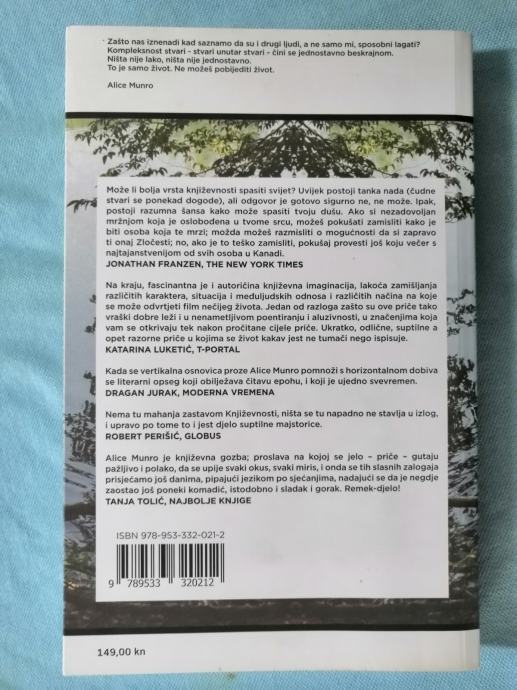 Zašto nas iznenadi kad saznamo da su i drugi ljudi, a ne samo mi, sposobni lagati?
Kompleksnost stvari - stvari unutar stvari - čini se jednostavno beskrajnom.
Ništa nije lako, ništa nije jednostavno.
To je samo život. Ne možeš pobijediti život.
Alice Munro
Može li bolja vrsta književnosti spasiti svijet? Uvijek postoji tanka nada (čudne
stvari se ponekad dogode), ali odgovor je gotovo sigurno ne, ne može. Ipak,
postoji razumna šansa kako može spasiti tvoju dušu. Ako si nezadovoljan
mržnjom koja je oslobođena u tvome srcu, možeš pokušati zamisliti kako je
biti osoba koja te mrzi; možda možeš razmisliti o mogućnosti da si zapravo
ti onaj Zločesti; no, ako je to teško zamisliti, pokušaj provesti još koju večer s
najtajanstvenijom od svih osoba u Kanadi.
JONATHAN FRANZEN, THE NEW YORK TIMES
Na kraju, fascinantna je i autoričina književna imaginacija, lakoća zamišljanja
različitih karaktera, situacija i međuljudskih odnosa i različitih načina na koje
se može odvrtjeti film nečijeg života. Jedan od razloga zašto su ove priče tako
vraški dobre leži i u nenametljivom poentiranju i aluzivnosti, u značenjima koja
vam se otkrivaju tek nakon pročitane cijele priče. Ukratko, odlične, suptilne a
opet razorne priče u kojima se život kakav jest ne tumači nego ispisuje.
KATARINA LUKETIĆ, T-PORTAL
Kada se vertikalna osnovica proze Alice Munro pomnoži s horizontalnom dobiva
se literarni opseg koji obilježava čitavu epohu, i koji je ujedno svevremen.
DRAGAN JURAK, MODERNA VREMENA
Nema tu mahanja zastavom Književnosti, ništa se tu napadno ne stavlja u izlog,
i upravo po tome to i jest djelo suptilne majstorice.
ROBERT PERIŠIĆ, GLOBUS
Alice Munro je književna gozba; proslava na kojoj se jelo – priče – gutaju
pažljivo i polako, da se upije svaki okus, svaki miris, i onda se tih slasnih zalogaja
prisjećamo još danima, pipajući jezikom po sjećanjima, nadajući se da je negdje
zaostao još poneki komadić, istodobno i sladak i gorak. Remek-djelo!
TANJA TOLIĆ, NAJBOLJE KNJIGE
ISBN 978-953-332-021-2
9 789533 320212
149,00 kn